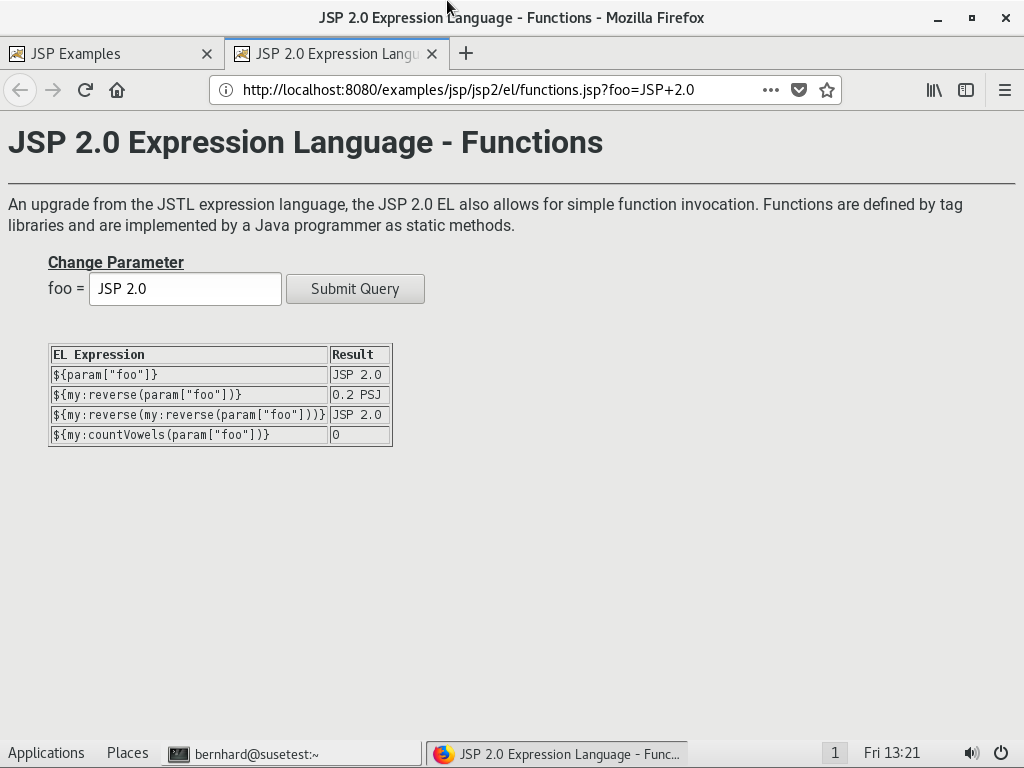 JSP 2.0 Expression Language - Functions - Mozilla Firefox
JSP Examples
JSP 2.0 Expression Langu
http://localhost:8080/examples/jsp/jsp2/el/functions.jsp?foo=JSP+2.0
JSP 2.0 Expression Language - Functions
An upgrade from the JSTL expression language, the JSP 2.0 EL also allows for simple function invocation. Functions are defined by tag
libraries and are implemented by a Java programmer as static methods.
Change Parameter
foo = JSP 2.0 Submit Query
EL Expression Result
${param["foo"]} JSP 2.0
${my:reverse(param["foo"])} 0.2 PSJ
${my:reverse(my:reverse(param["foo"]))} JSP 2.0
${my:countVowels(param["foo"])} 0
Applications Places bernhard@susetest:~ JSP 2.0 Expression Language - Func... 1 Fri 13:21